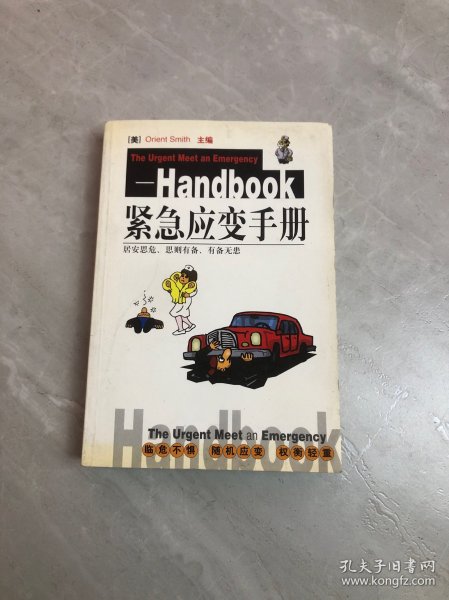 [美] Orient Smith 主编
The Urgent Meet an Emergency
—Handbook
紧急应变手册
居安思危、思则有备、有备无患
Handbook
The Urgent Meet an Emergency
临危不惧 随机应变 权衡轻重
孔夫子旧书网
www.kongfz.com